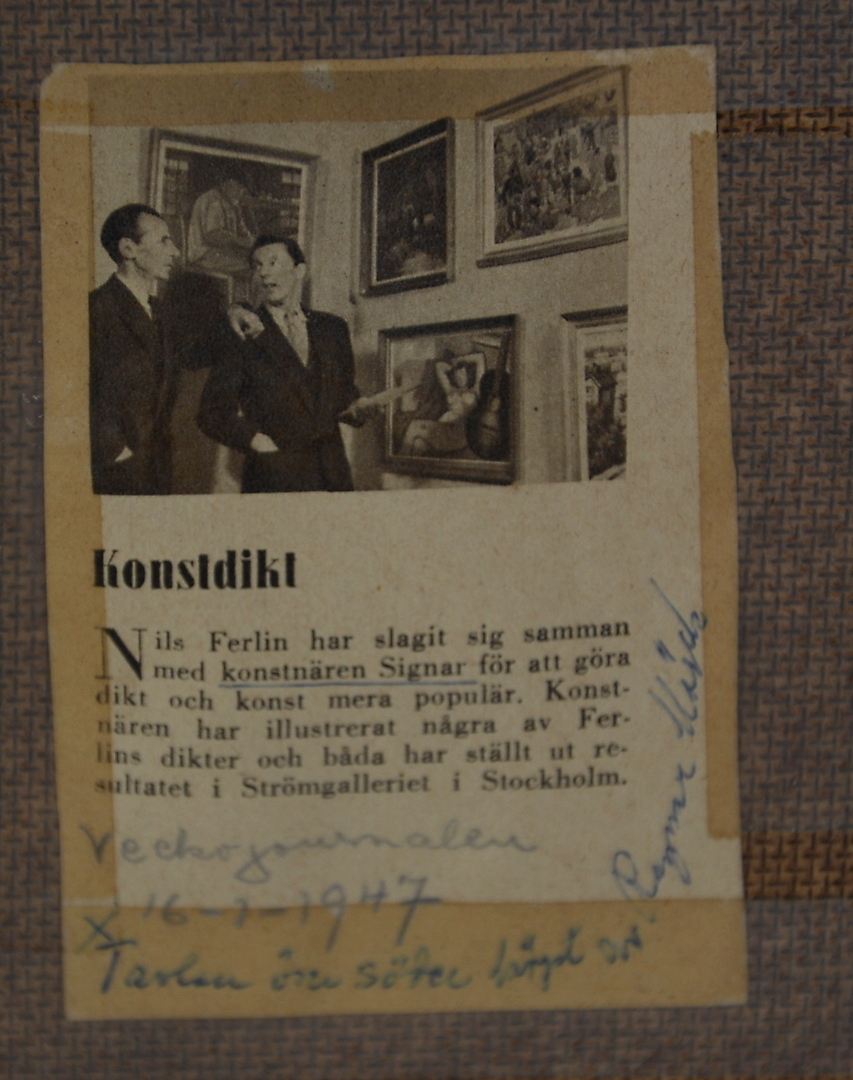 Konstdikt
Nils Ferlin har slagit sig samman
med konstnären Signar för att göra
dikt och konst mera populär. Konst-
nären har illustrerat några av Fer-
lins dikter och båda har ställt ut re-
sultatet i Strömgalleriet i Stockholm.
Veckojournalen
16-1-1947
X Tavlan